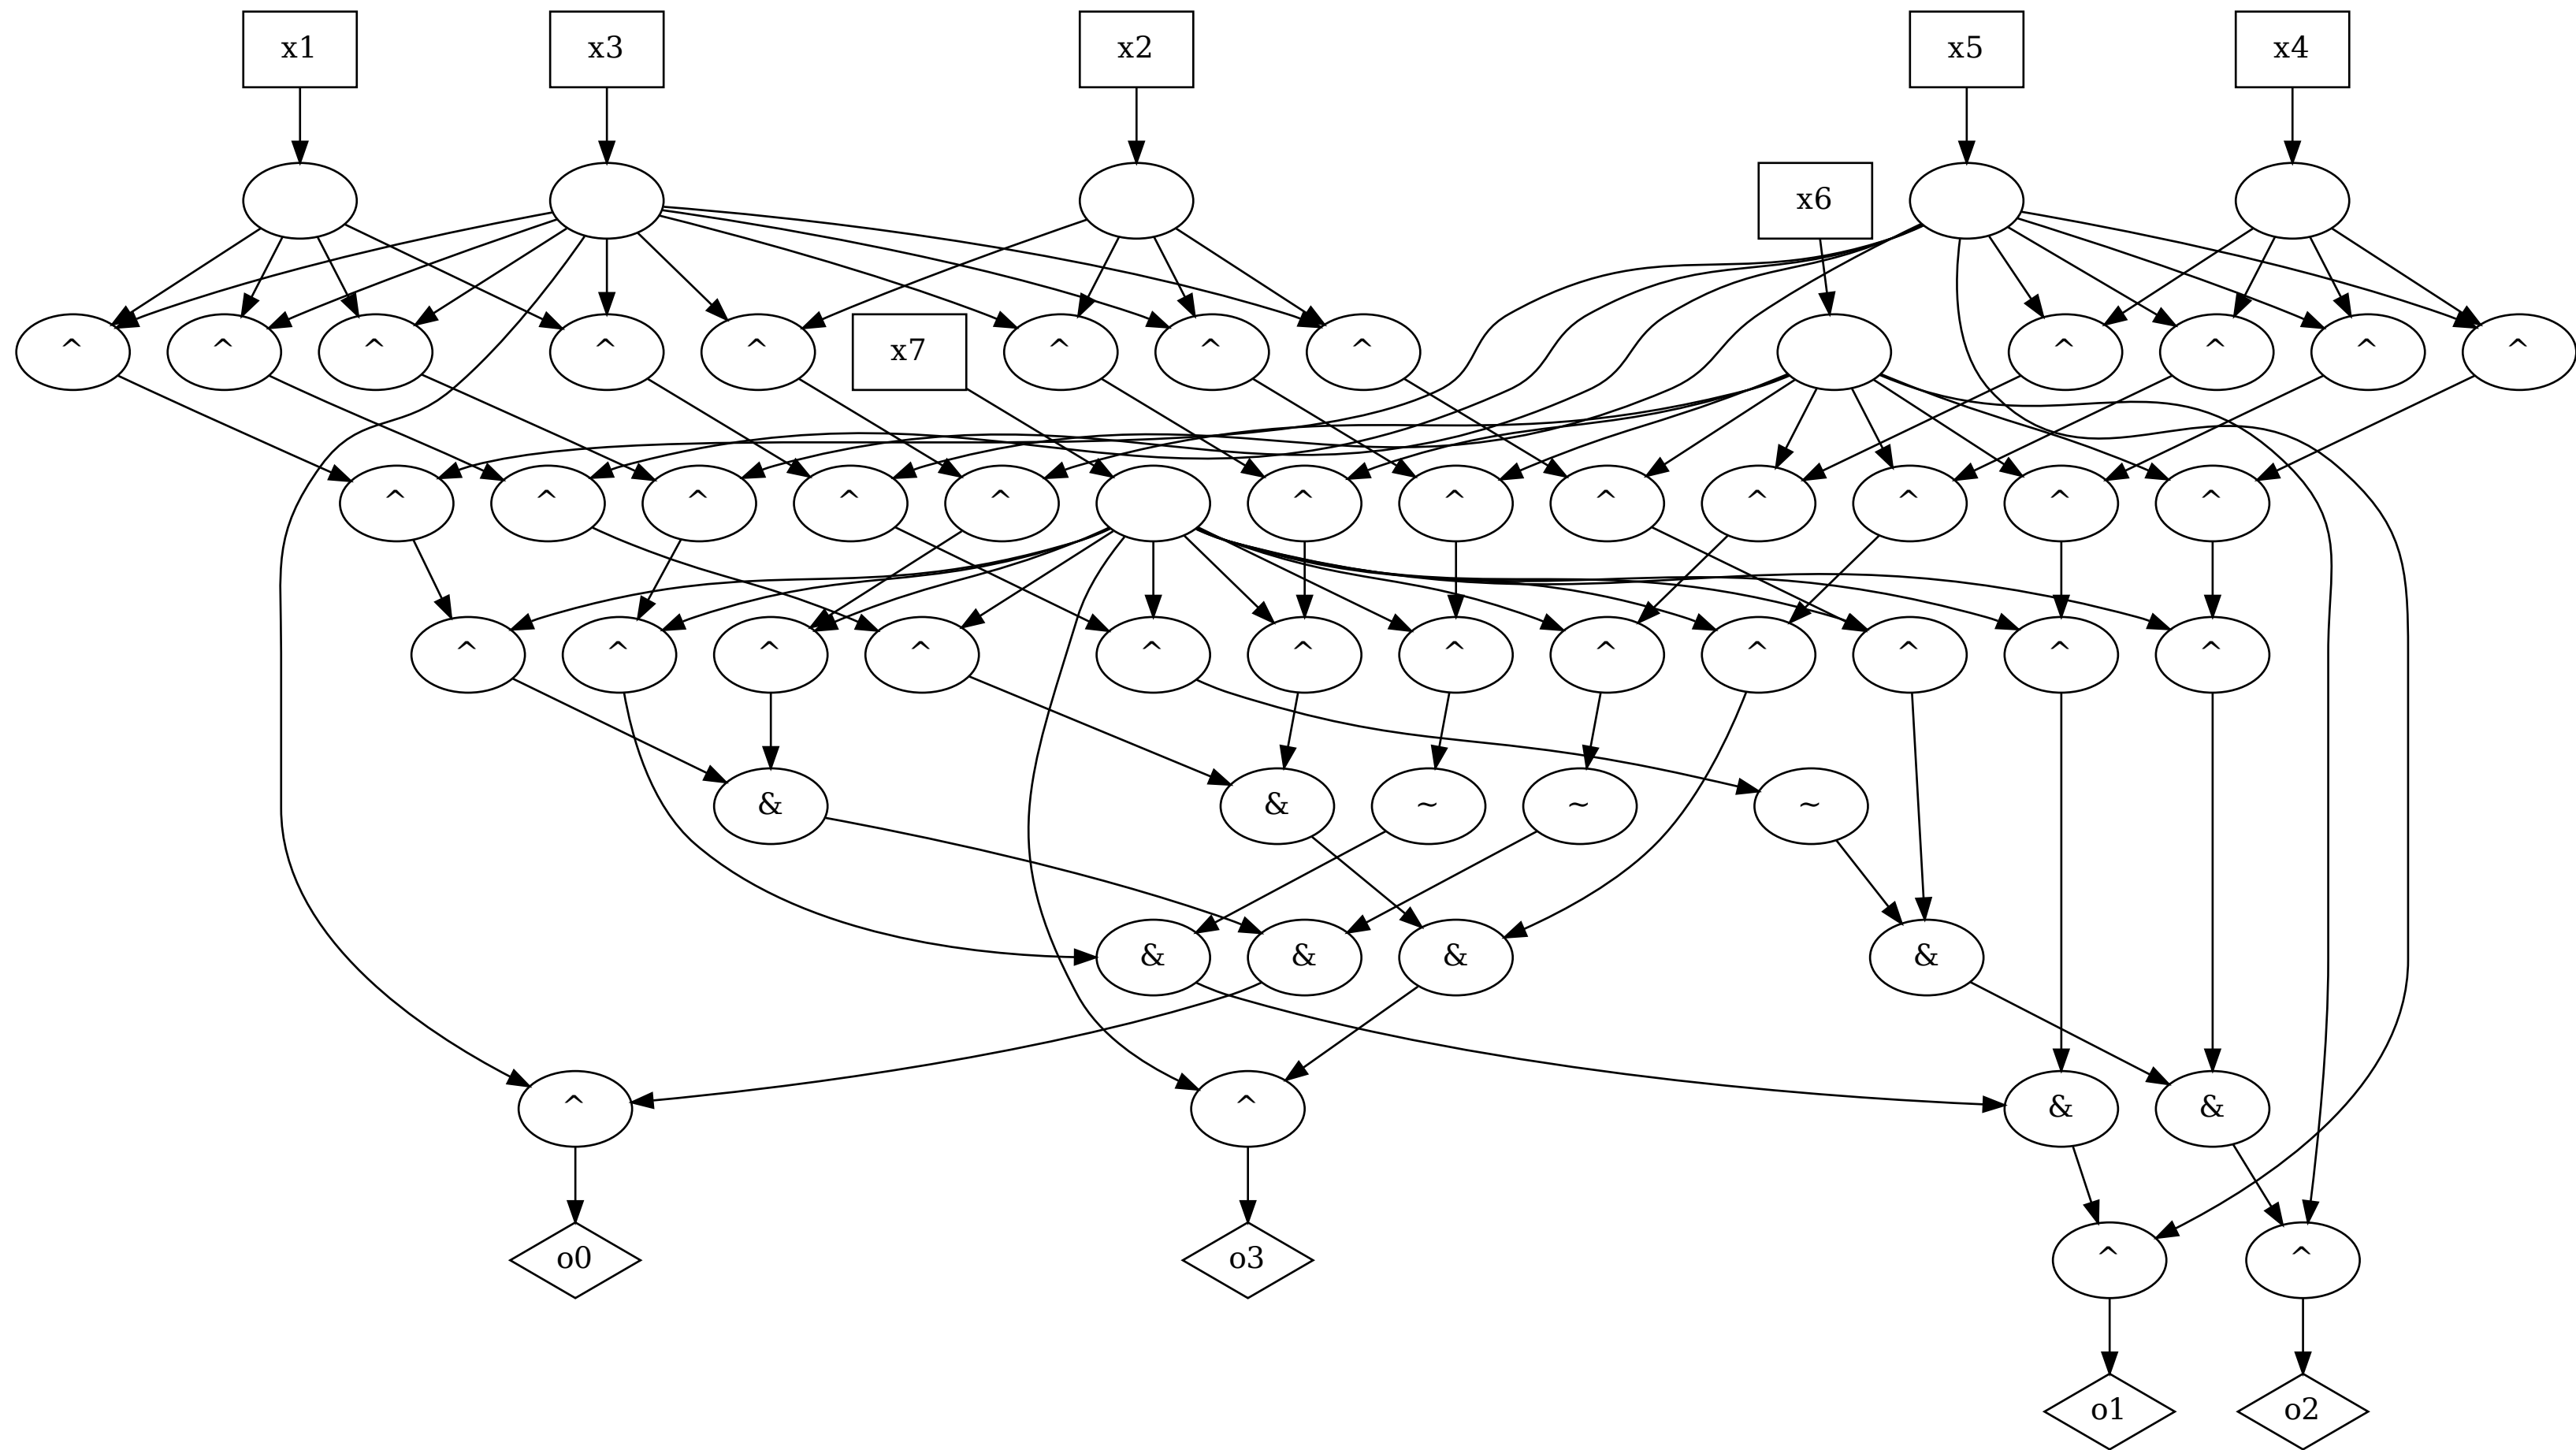 x1 x3 x2 x5 x4
x6
^ ^ ^ ^ ^ x7 ^ ^ ^ ^ ^ ^ ^
^ ^ ^ ^ ^ ^ ^ ^ ^ ^ ^ ^
^ ^ ^ ^ ^ ^ ^ ^ ^ ^ ^ ^
& & ~ ~ ~
& & & &
^ ^ & &
o0 o3 ^ ^
o1 o2